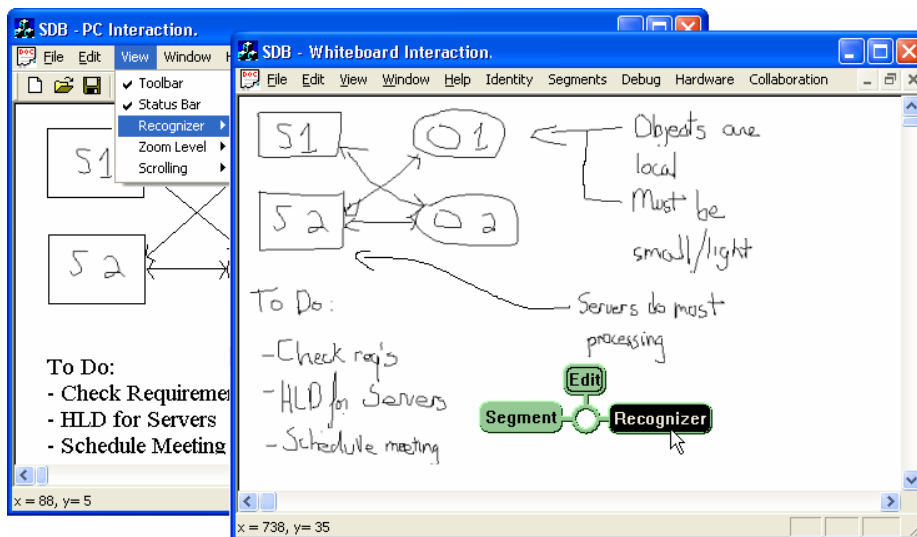 SDB - PC Interaction.
File Edit View Window H
Toolbar
Status Bar
Recognizer
Zoom Level
Scrolling
S1
S2
To Do:
- Check Requireme
- HLD for Servers
- Schedule Meeting
x = 88, y= 5
SDB - Whiteboard Interaction.
File Edit View Window Help Identity Segments Debug Hardware Collaboration
S1
O1
Objects are
local
S2
O2
Must be
small/light
To Do:
Servers do most
processing
- Check req's
- HLD for Servers
- Schedule meeting
Edit
Segment
Recognizer
x = 738, y= 35